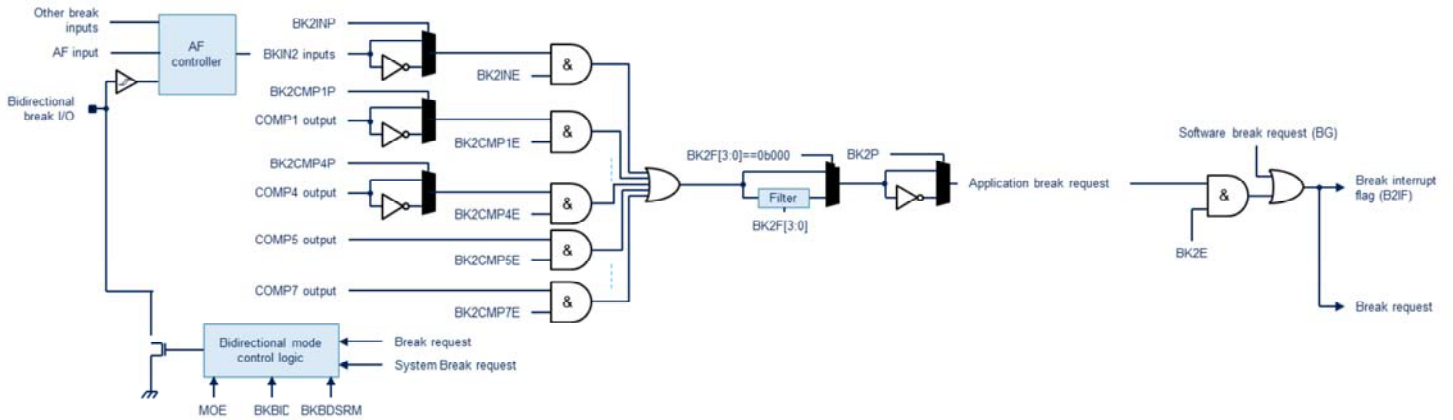 Other break
inputs
AF input
AF
controller
Bidirectional
break I/O
BK2INP
BKIN2 inputs
BK2INE
&
BK2CMP1P
COMP1 output
BK2CMP1E
&
BK2CMP4P
COMP4 output
BK2CMP4E
&
COMP5 output
BK2CMP5E
&
COMP7 output
BK2CMP7E
&
BK2F[3:0]==0b000
Filter
BK2F[3:0]
BK2P
Application break request
Software break request (BG)
&
BK2E
Break interrupt
flag (B2IF)
Break request
Bidirectional mode
control logic
Break request
System Break request
MOE
BKBID
BKBDSRM